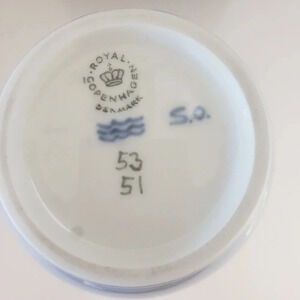 ROYAL
COPENHAGEN
DENMARK
S.O.
53
51